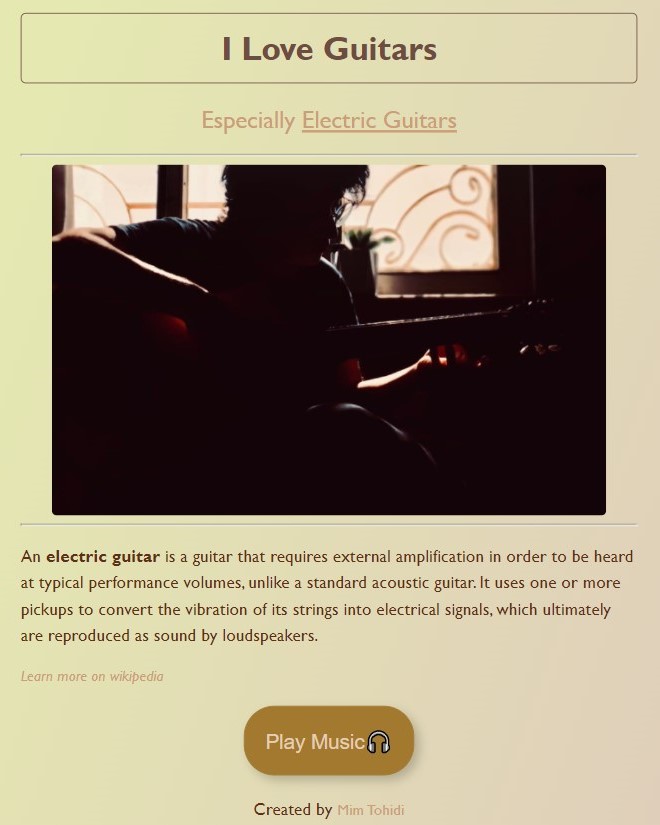 I Love Guitars
Especially Electric Guitars
An electric guitar is a guitar that requires external amplification in order to be heard
at typical performance volumes, unlike a standard acoustic guitar. It uses one or more
pickups to convert the vibration of its strings into electrical signals, which ultimately
are reproduced as sound by loudspeakers.
Learn more on wikipedia
Play Music🎧
Created by Mim Tohidi